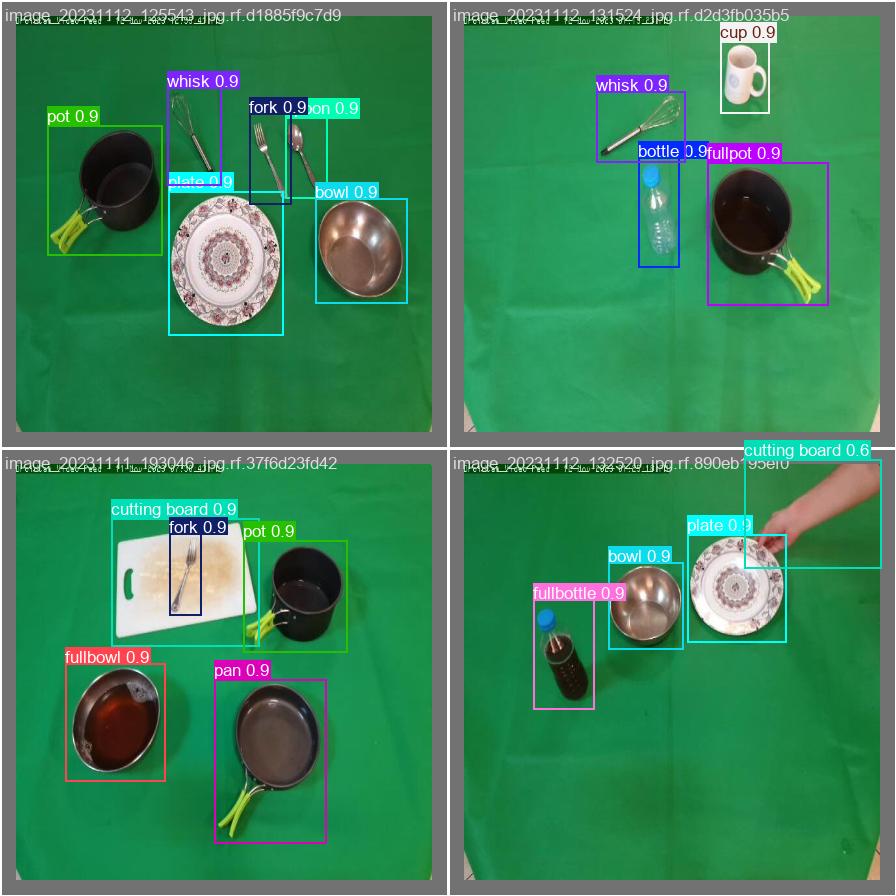 image_20231112_125543_jpg.rf.d1885f9c7d9
whisk 0.9
fork 0.9
pot 0.9
plate 0.9
bowl 0.9
image_20231112_131524_jpg.rf.d2d3fb035b5
cup 0.9
whisk 0.9
bottle 0.9
fullpot 0.9
image_20231111_193046_jpg.rf.37f6d23fd42
cutting board 0.9
fork 0.9
pot 0.9
fullbowl 0.9
pan 0.9
cutting board 0.6
plate 0.9
bowl 0.9
fullbottle 0.9